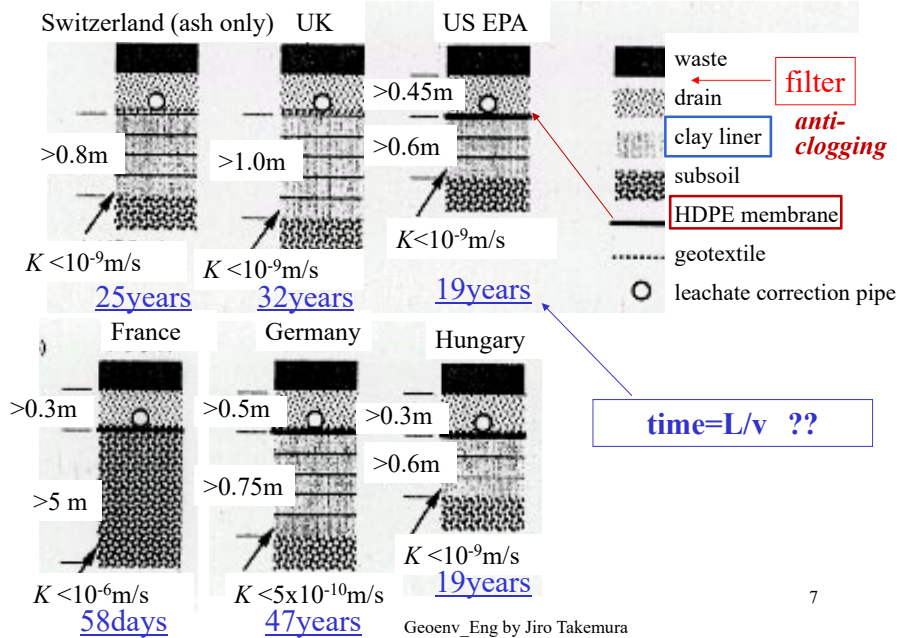 Switzerland (ash only)
UK
US EPA
>0.8m
K <10-9m/s
25years
>1.0m
K <10-9m/s
32years
>0.45m
>0.6m
K <10-9m/s
19years
waste
drain
clay liner
subsoil
HDPE membrane
geotextile
leachate correction pipe
filter
anti-
clogging
France
Germany
Hungary
>0.3m
>5 m
K <10-6m/s
58days
>0.5m
>0.75m
K <5x10-10m/s
47years
>0.3m
>0.6m
K <10-9m/s
19years
time=L/v ??
7
Geoenv_Eng by Jiro Takemura